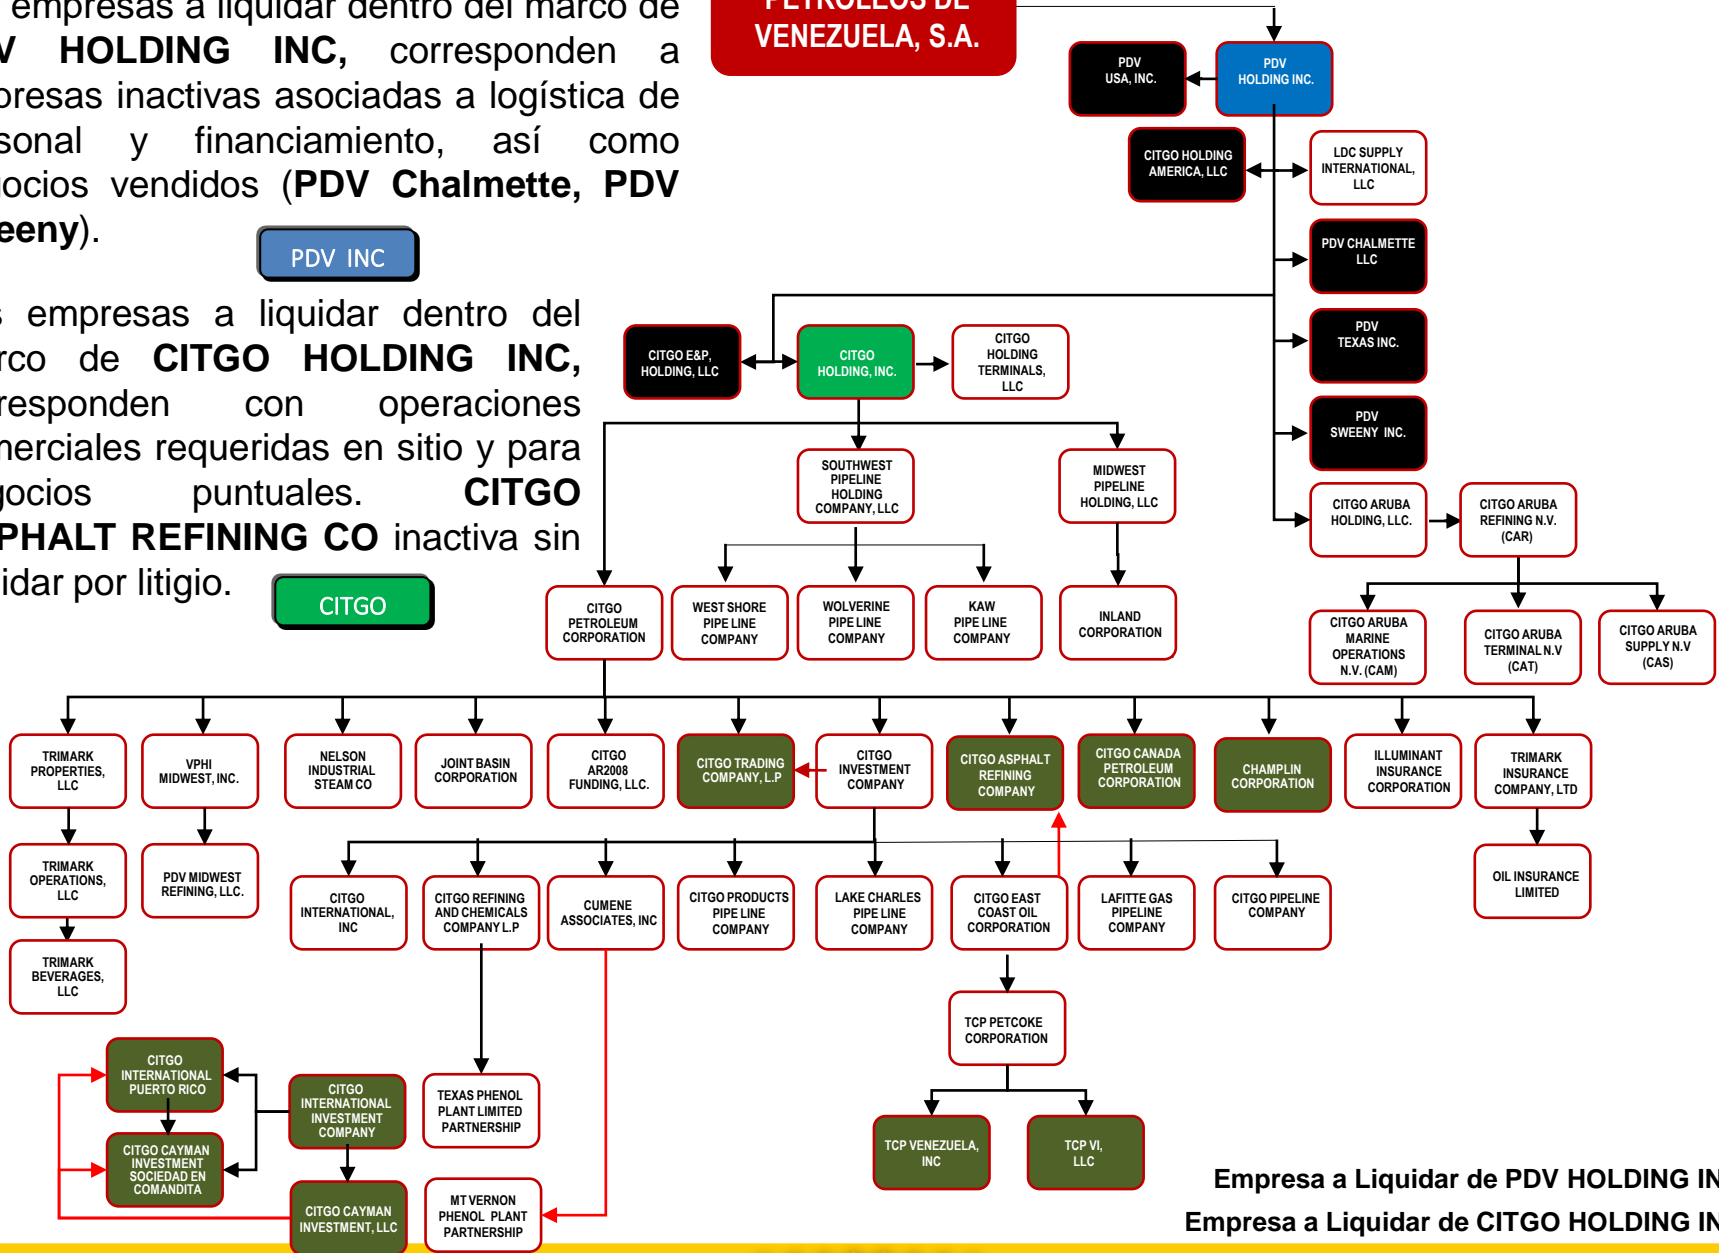 empresas a liquidar dentro del marco de
HOLDING INC, corresponden a
inactivas asociadas a logística de
y financiamiento, así como
vendidos (PDV Chalmette, PDV
PDV INC
empresas a liquidar dentro del
de CITGO HOLDING INC,
con operaciones
requeridas en sitio y para
puntuales. CITGO
REFINING CO inactiva sin
por litigio.
CITGO
PETROLEOS DE
VENEZUELA, S.A.
PDV
USA, INC.
PDV
HOLDING INC.
CITGO HOLDING
AMERICA, LLC
LDC SUPPLY
INTERNATIONAL,
LLC
PDV CHALMETTE
LLC
PDV
TEXAS INC.
PDV
SWEENY INC.
CITGO E&P,
HOLDING, LLC
CITGO
HOLDING, INC.
CITGO
HOLDING
TERMINALS,
LLC
SOUTHWEST
PIPELINE
HOLDING
COMPANY, LLC
MIDWEST
PIPELINE
HOLDING, LLC
CITGO ARUBA
HOLDING, LLC.
CITGO ARUBA
REFINING N.V.
(CAR)
CITGO
PETROLEUM
CORPORATION
WEST SHORE
PIPE LINE
COMPANY
WOLVERINE
PIPE LINE
COMPANY
KAW
PIPE LINE
COMPANY
INLAND
CORPORATION
CITGO ARUBA
MARINE
OPERATIONS
N.V. (CAM)
CITGO ARUBA
TERMINAL N.V
(CAT)
CITGO ARUBA
SUPPLY N.V
(CAS)
TRIMARK
PROPERTIES,
LLC
VPHI
MIDWEST, INC.
NELSON
INDUSTRIAL
STEAM CO
JOINT BASIN
CORPORATION
CITGO
AR2008
FUNDING, LLC.
CITGO TRADING
COMPANY, L.P
CITGO
INVESTMENT
COMPANY
CITGO ASPHALT
REFINING
COMPANY
CITGO CANADA
PETROLEUM
CORPORATION
CHAMPLIN
CORPORATION
ILLUMINANT
INSURANCE
CORPORATION
TRIMARK
INSURANCE
COMPANY, LTD
TRIMARK
OPERATIONS,
LLC
PDV MIDWEST
REFINING, LLC.
CITGO
INTERNATIONAL,
INC
CITGO REFINING
AND CHEMICALS
COMPANY L.P
CUMENE
ASSOCIATES, INC
CITGO PRODUCTS
PIPE LINE
COMPANY
LAKE CHARLES
PIPE LINE
COMPANY
CITGO EAST
COAST OIL
CORPORATION
LAFITTE GAS
PIPELINE
COMPANY
CITGO PIPELINE
COMPANY
OIL INSURANCE
LIMITED
TRIMARK
BEVERAGES,
LLC
TCP PETCOKE
CORPORATION
CITGO
INTERNATIONAL
PUERTO RICO
CITGO
INTERNATIONAL
INVESTMENT
COMPANY
TEXAS PHENOL
PLANT LIMITED
PARTNERSHIP
CITGO CAYMAN
INVESTMENT
SOCIEDAD EN
COMANDITA
TCP VENEZUELA,
INC
TCP VI,
LLC
CITGO CAYMAN
INVESTMENT, LLC
MT VERNON
PHENOL PLANT
PARTNERSHIP
Empresa a Liquidar de PDV HOLDING
Empresa a Liquidar de CITGO HOLDING